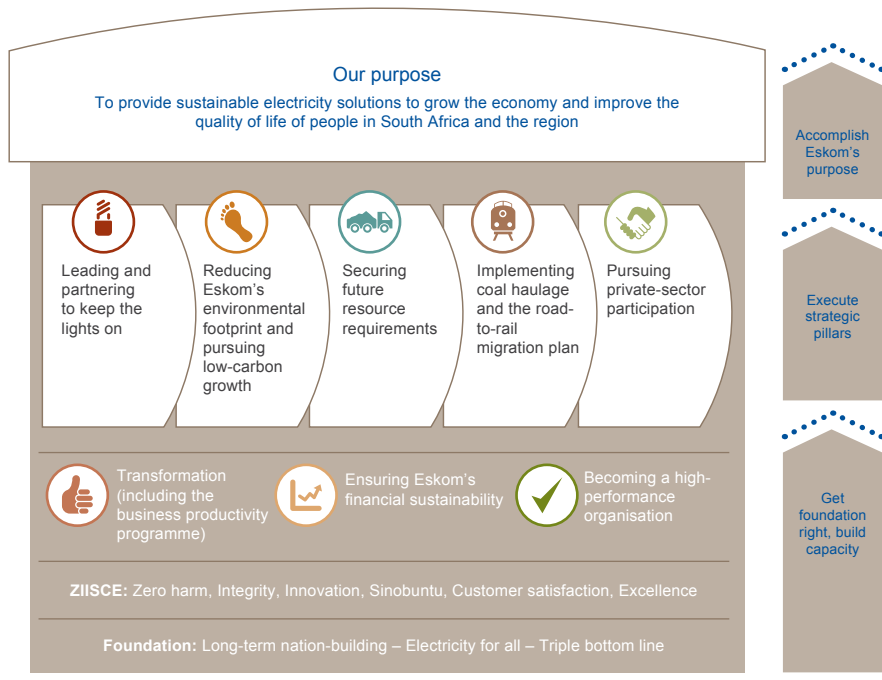 Our purpose
To provide sustainable electricity solutions to grow the economy and improve the
quality of life of people in South Africa and the region
Leading and
partnering
to keep the
lights on
Reducing
Eskom's
environmental
footprint and
pursuing
low-carbon
growth
Securing
future
resource
requirements
Implementing
coal haulage
and the road-
to-rail
migration plan
Pursuing
private-sector
participation
Transformation
(including the
business productivity
programme)
Ensuring Eskom's
financial sustainability
Becoming a high-
performance
organisation
ZIISCE: Zero harm, Integrity, Innovation, Sinobuntu, Customer satisfaction, Excellence
Foundation: Long-term nation-building – Electricity for all – Triple bottom line
Accomplish
Eskom's
purpose
Execute
strategic
pillars
Get
foundation
right, build
capacity